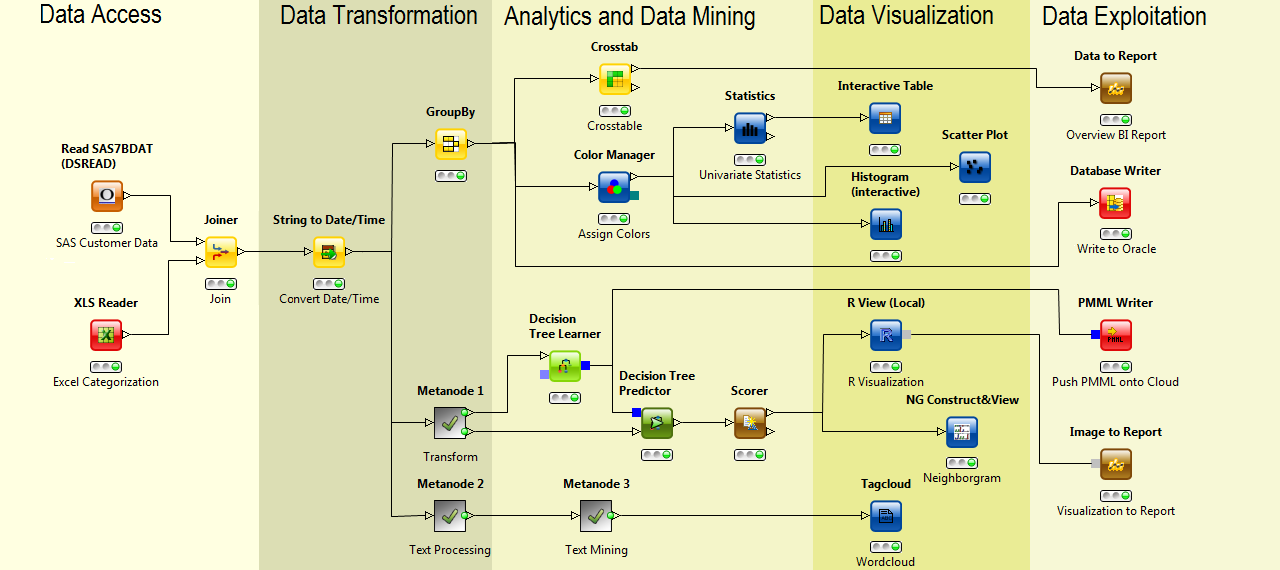 Data Access
Data Transformation
Analytics and Data Mining
Data Visualization
Data Exploitation
Read SAS7BDAT
(DSREAD)
SAS Customer Data
XLS Reader
Excel Categorization
Joiner
Join
String to Date/Time
Convert Date/Time
GroupBy
Metanode 1
Transform
Metanode 2
Text Processing
Crosstab
Crosstable
Color Manager
Assign Colors
Statistics
Univariate Statistics
Decision
Tree Learner
Decision Tree
Predictor
Scorer
Metanode 3
Text Mining
Interactive Table
Scatter Plot
Histogram
(interactive)
R View (Local)
R
R Visualization
NG Construct&View
Neighborgram
Tagcloud
Wordcloud
Data to Report
Overview BI Report
Database Writer
Write to Oracle
PMML Writer
PMML
Push PMML onto Cloud
Image to Report
Visualization to Report